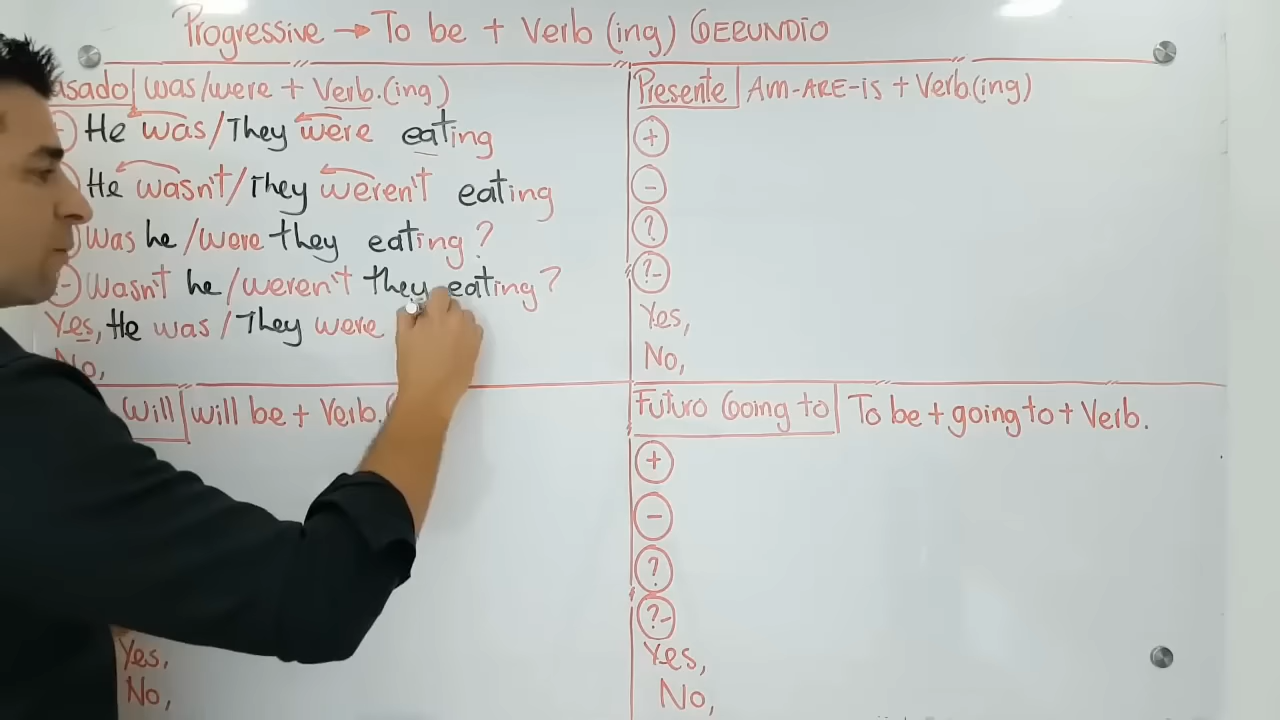 Progressive → To be + Verb (ing) GERUNDIO
asado | was/were + Verb.(ing)
He was/They were eating
He wasn't/They weren't eating
Was he/were they eating?
Wasn't he/weren't they eating?
Yes, He was/They were
No,
Presente | Am-ARE-is + Verb(ing)
+
-
?
?-
Yes,
No,
Will | will be + Verb.
Yes,
No,
Futuro Going to | To be + going to + Verb.
+
-
?
?-
Yes,
No,